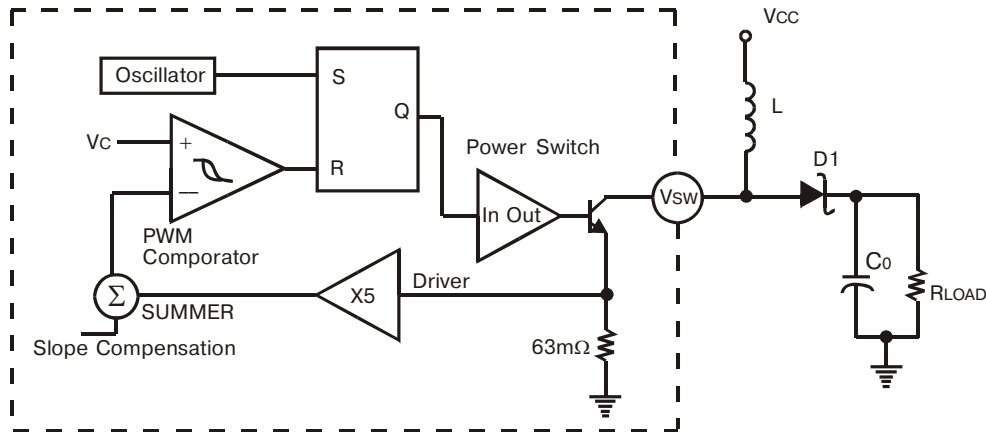 VCC
Oscillator
S
L
Q
VC
+
Power Switch
D1
R
—
In Out
VSW
PWM
Comporator
C0
X5
Driver
RLOAD
Σ
SUMMER
Slope Compensation
63mΩ